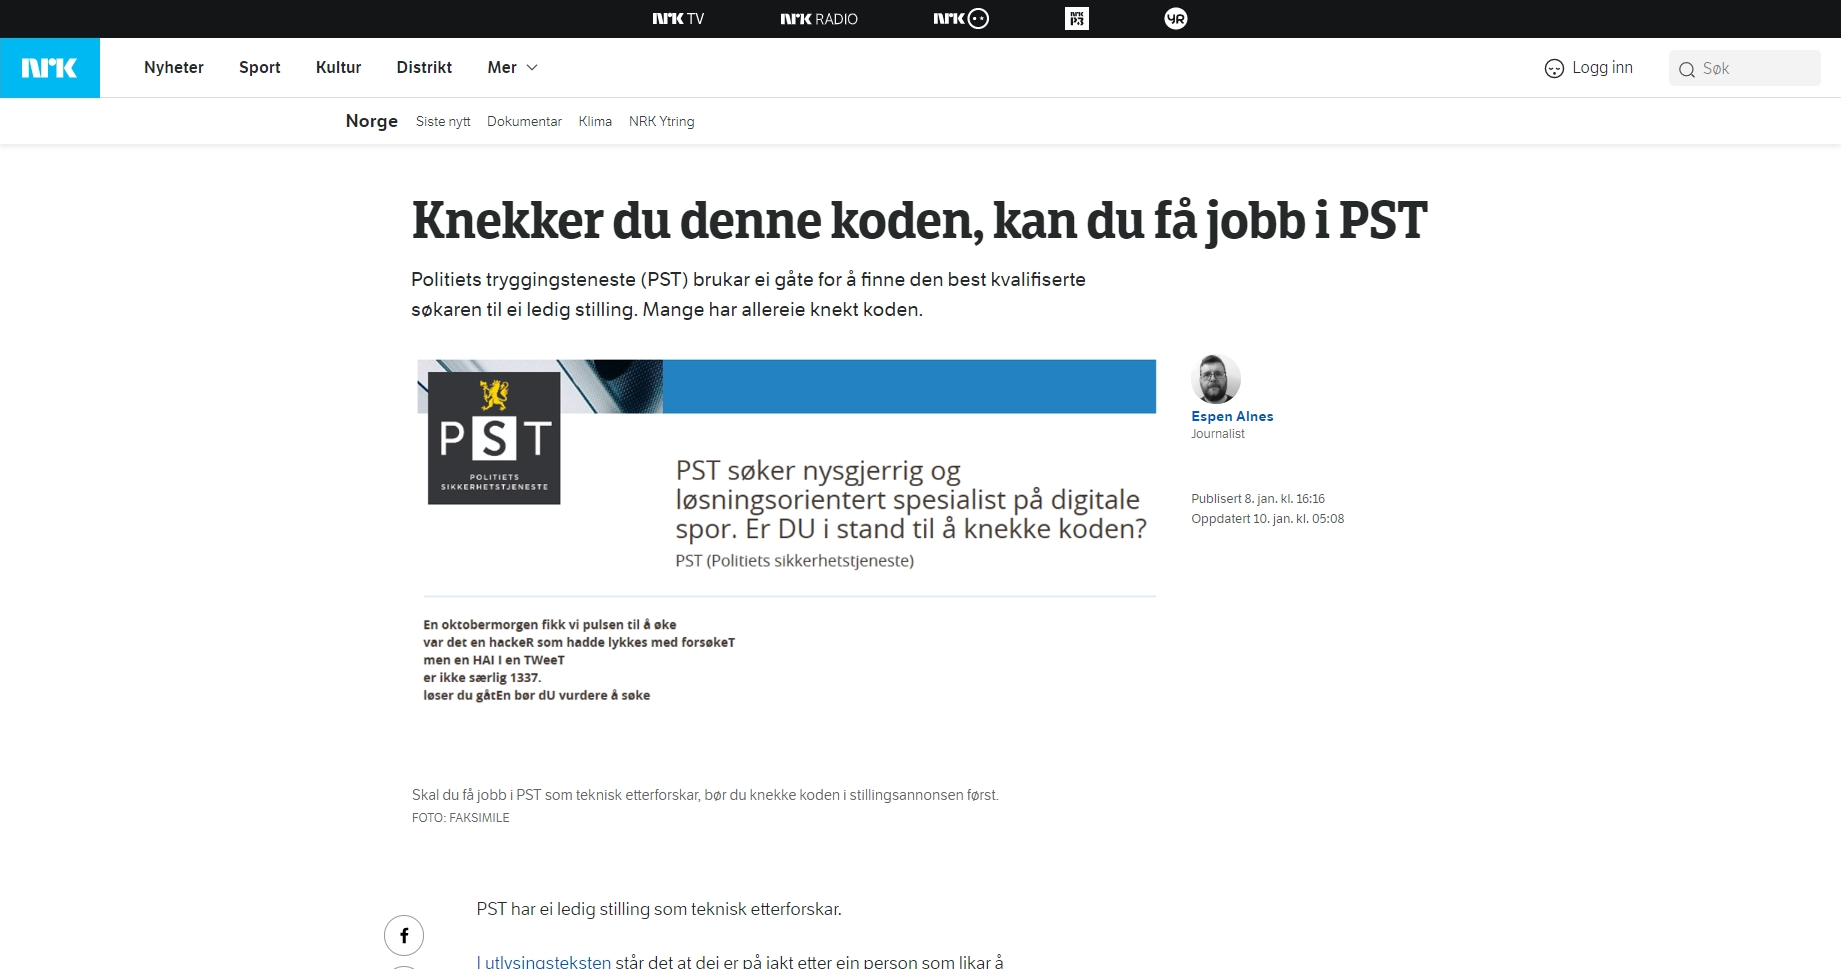 NRK TV
NRK RADIO
NRK
NRK P3
YR
NRK
Nyheter
Sport
Kultur
Distrikt
Mer
Logg inn
Søk
Norge
Siste nytt
Dokumentar
Klima
NRK Ytring
Knekker du denne koden, kan du få jobb i PST
Politiets tryggingsteneste (PST) brukar ei gåte for å finne den best kvalifiserte
søkaren til ei ledig stilling. Mange har allereie knekt koden.
PST
POLITIETS
SIKKERHETSTJENESTE
PST søker nysgjerrig og
løsningsorientert spesialist på digitale
spor. Er DU i stand til å knekke koden?
PST (Politiets sikkerhetstjeneste)
En oktobermorgen fikk vi pulsen til å øke
var det en hackeR som hadde lykkes med forsøkeT
men en HAI I en TWeeT
er ikke særlig 1337.
løser du gåtEn bør dU vurdere å søke
Espen Alnes
Journalist
Publisert 8. jan. kl. 16:16
Oppdatert 10. jan. kl. 05:08
Skal du få jobb i PST som teknisk etterforskar, bør du knekke koden i stillingsannonsen først.
FOTO: FAKSIMILE
PST har ei ledig stilling som teknisk etterforskar.
I utlysingsteksten står det at dei er på jakt etter ein person som likar å